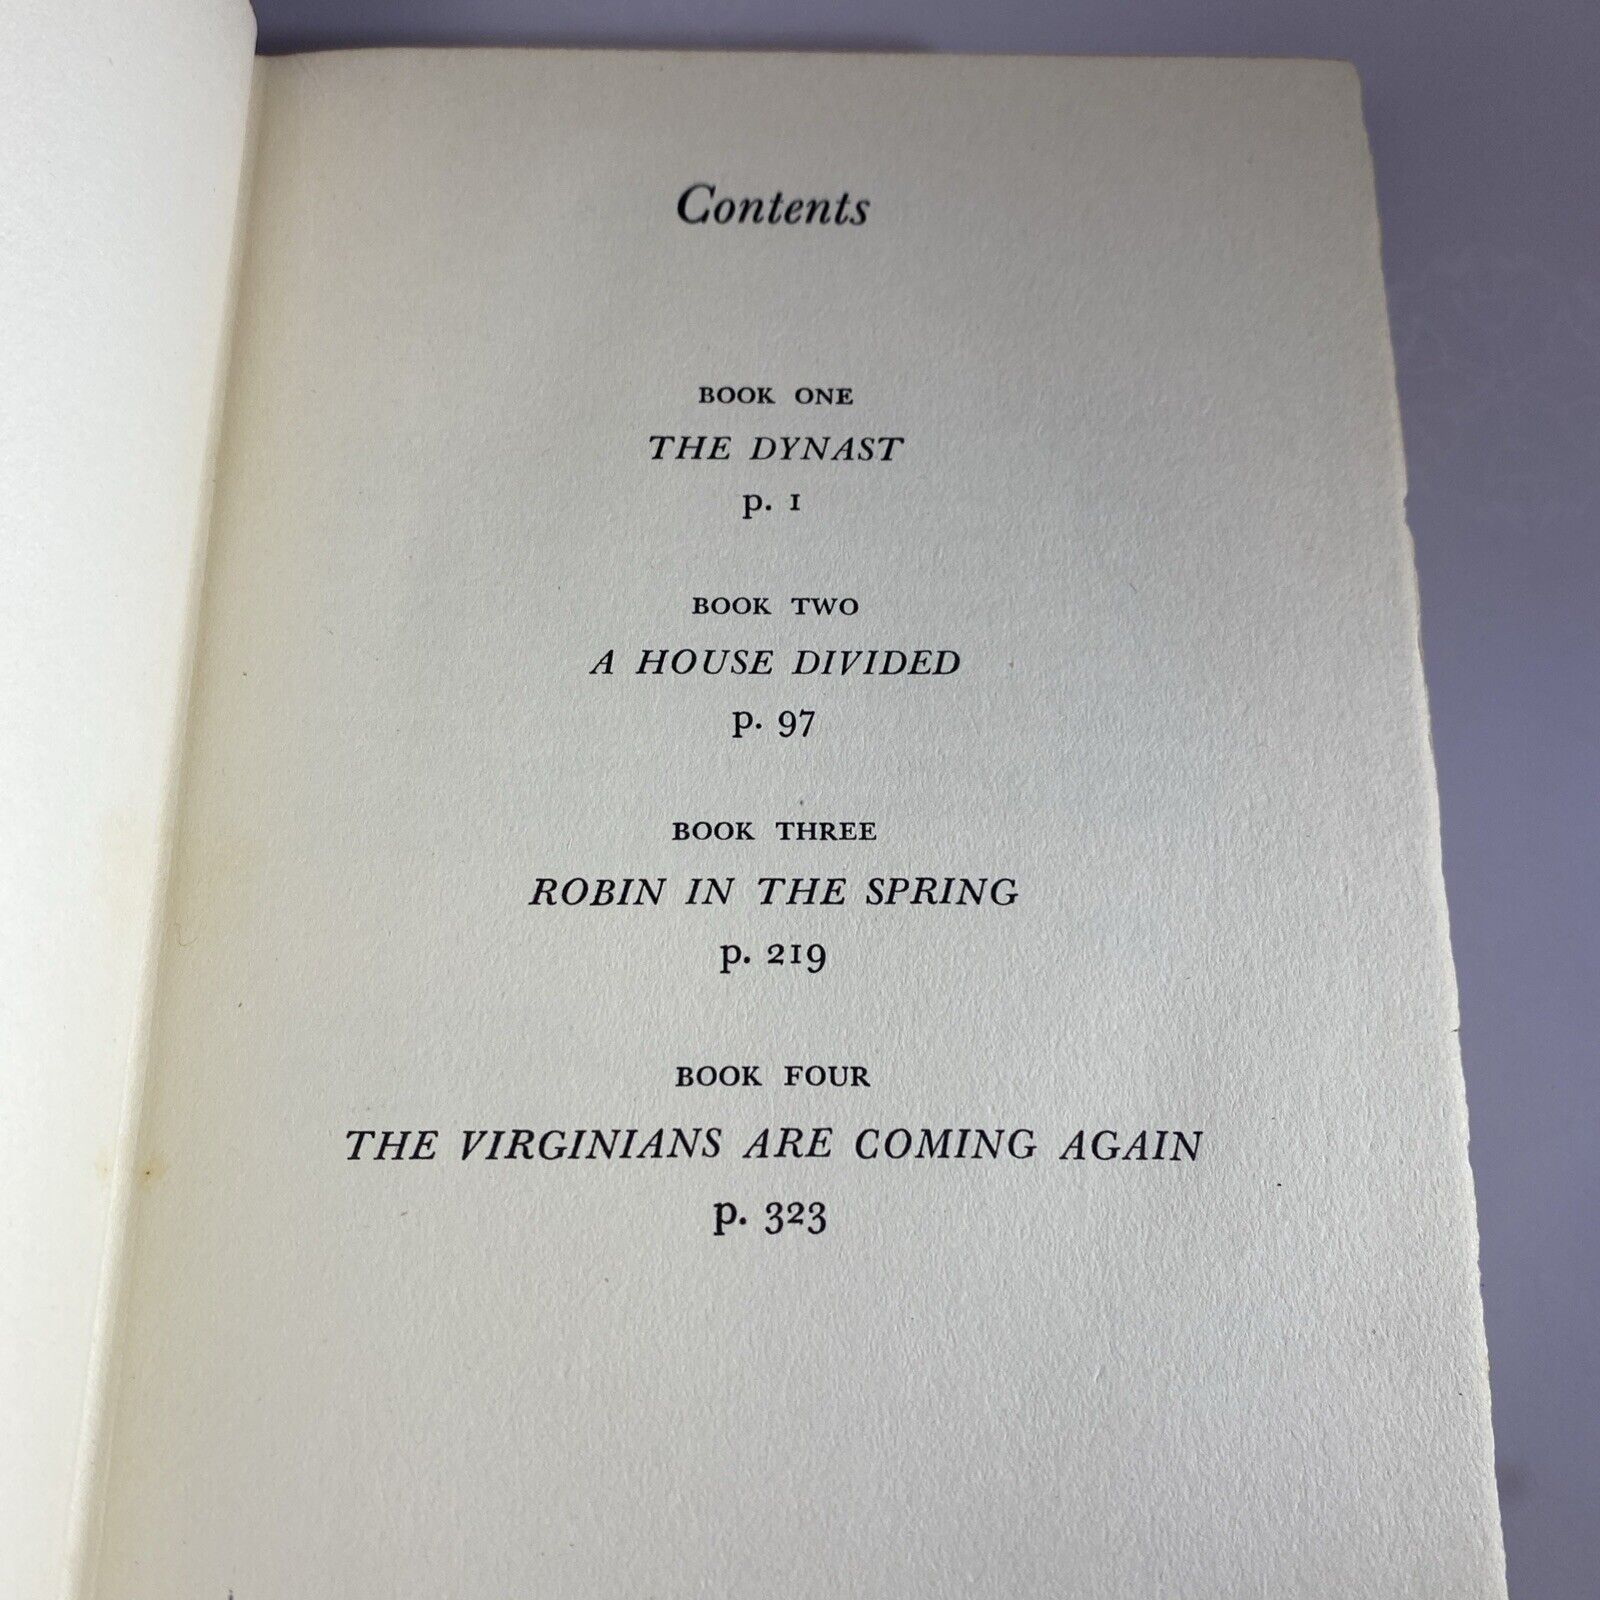 Contents
BOOK ONE
THE DYNAST
p. 1
BOOK TWO
A HOUSE DIVIDED
p. 97
BOOK THREE
ROBIN IN THE SPRING
p. 219
BOOK FOUR
THE VIRGINIANS ARE COMING AGAIN
p. 323